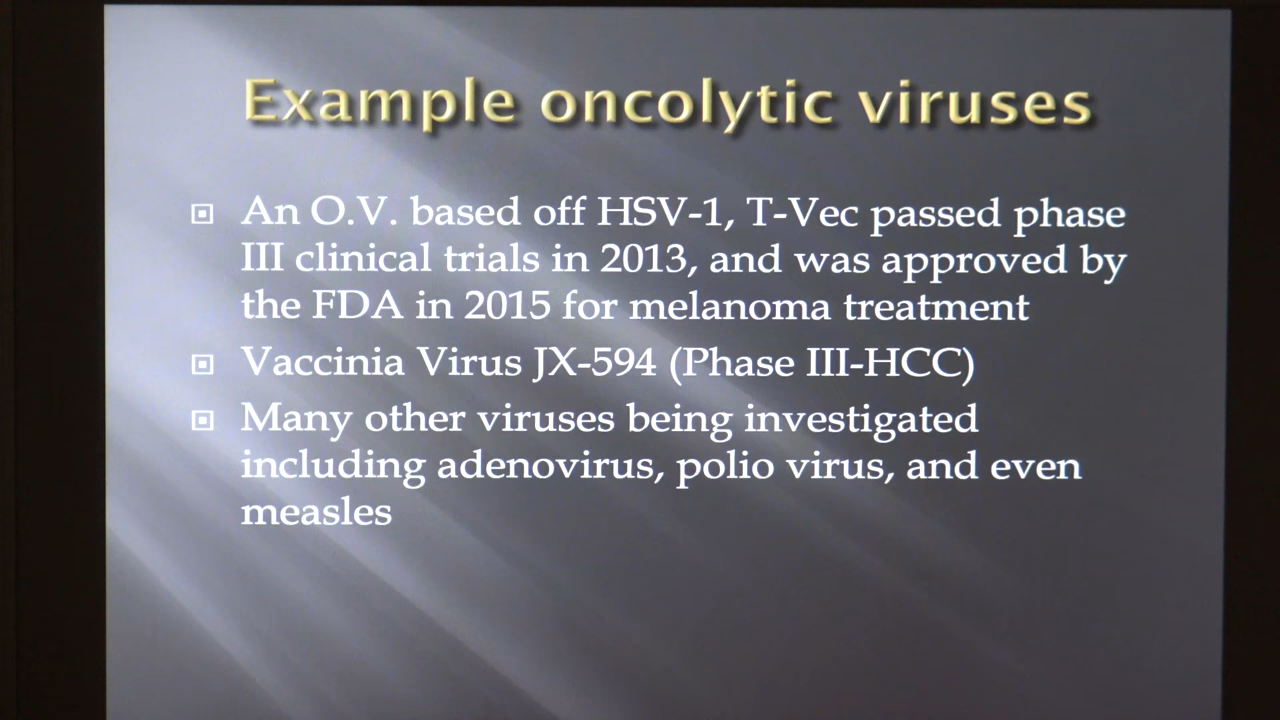 Example oncolytic viruses
An O.V. based off HSV-1, T-Vec passed phase
III clinical trials in 2013, and was approved by
the FDA in 2015 for melanoma treatment
Vaccinia Virus JX-594 (Phase III-HCC)
Many other viruses being investigated
including adenovirus, polio virus, and even
measles